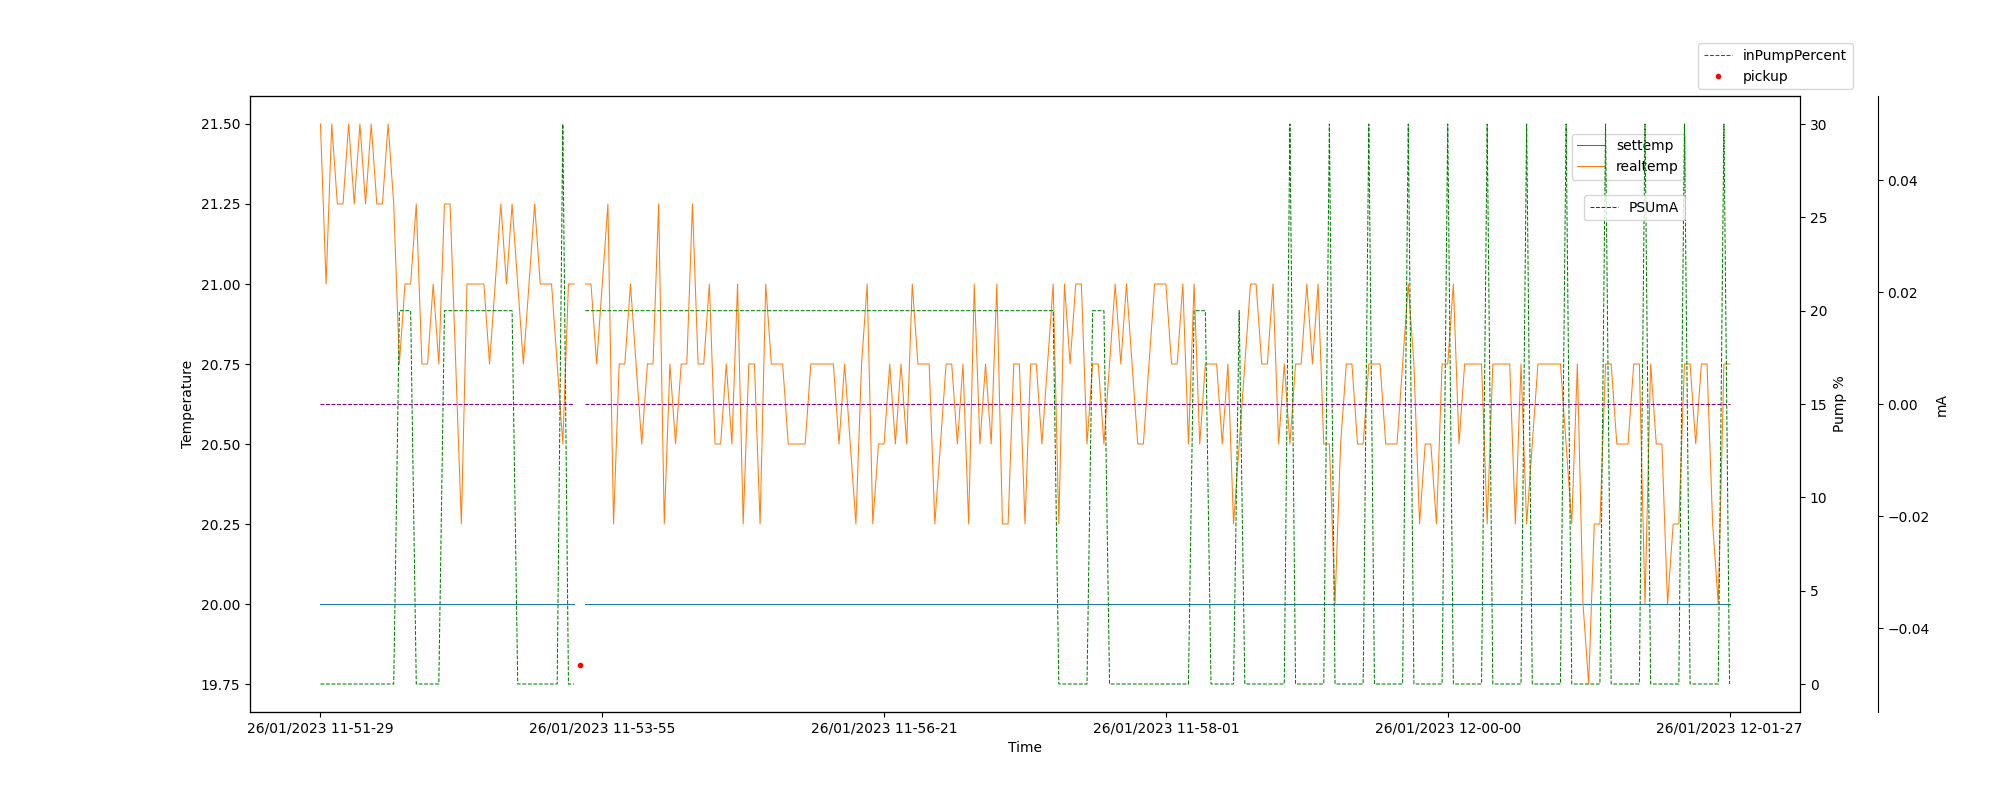 inPumpPercent
pickup
21.50
21.25
21.00
20.75
20.50
20.25
20.00
19.75
Temperature
settemp
realtemp
PSUmA
30
25
20
15
10
5
0
Pump %
0.04
0.02
0.00
−0.02
−0.04
mA
26/01/2023 11-51-29
26/01/2023 11-53-55
26/01/2023 11-56-21
26/01/2023 11-58-01
26/01/2023 12-00-00
26/01/2023 12-01-27
Time